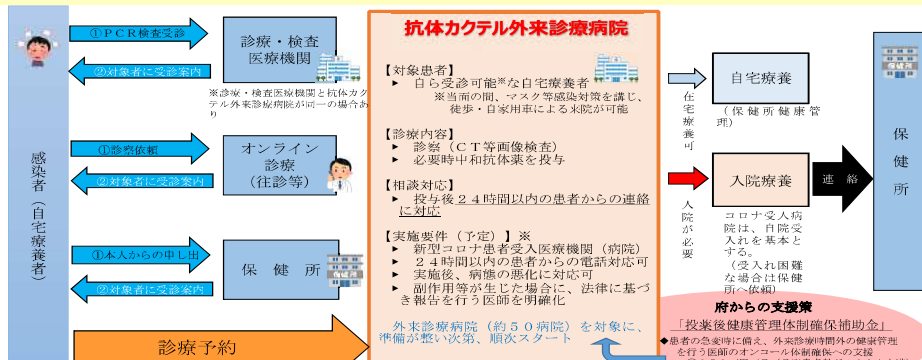 感染者（自宅療養者）
①ＰＣＲ検査受診
②対象者に受診案内
診療・検査
医療機関
※診療・検査医療機関と抗体カク
テル外来診療病院が同一の場合あ
り
①診察依頼
②対象者に受診案内
オンライン
診療
（往診等）
①本人からの申し出
②対象者に受診案内
保健所
保健所
診療予約
抗体カクテル外来診療病院
【対象患者】
▶ 自ら受診可能※な自宅療養者
※当面の間、マスク等感染対策を講じ、
徒歩・自家用車による来院が可能
【診療内容】
▶ 診察（ＣＴ等画像検査）
▶ 必要時中和抗体薬を投与
【相談対応】
▶ 投与後２４時間以内の患者からの連絡
に対応
【実施要件（予定）】※
▶ 新型コロナ患者受入医療機関（病院）
▶ ２４時間以内の患者からの電話対応可
▶ 実施後、病態の悪化に対応可
▶ 副作用等が生じた場合に、法律に基づ
き報告を行う医師を明確化
外来診療病院（約５０病院）を対象に、
準備が整い次第、順次スタート
在宅療養可
自宅療養
（保健所健康管
理）
入院が必要
入院療養
コロナ受入病
院は、自院受
入れを基本と
する。
（受入れ困難
な場合は保健
所へ依頼）
連絡
保健所
保健所
府からの支援策
「投薬後健康管理体制確保補助金」
◆患者の急変時に備え、外来診療時間外の健康管理
を行う医師のオンコール体制確保への支援